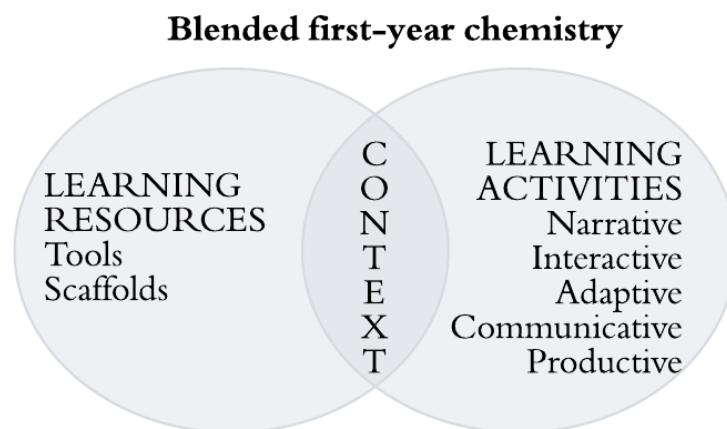 Blended first-year chemistry
LEARNING
RESOURCES
Tools
Scaffolds
C
O
N
T
E
X
T
LEARNING
ACTIVITIES
Narrative
Interactive
Adaptive
Communicative
Productive